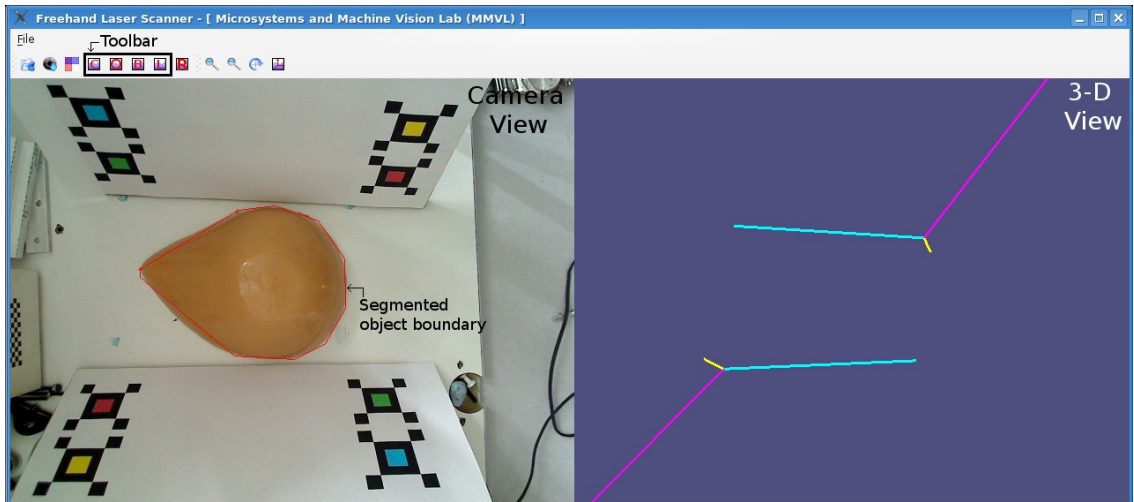 Freehand Laser Scanner - [ Microsystems and Machine Vision Lab (MMVL) ]
File
Toolbar
R
Camera
View
3-D
View
Segmented
object boundary